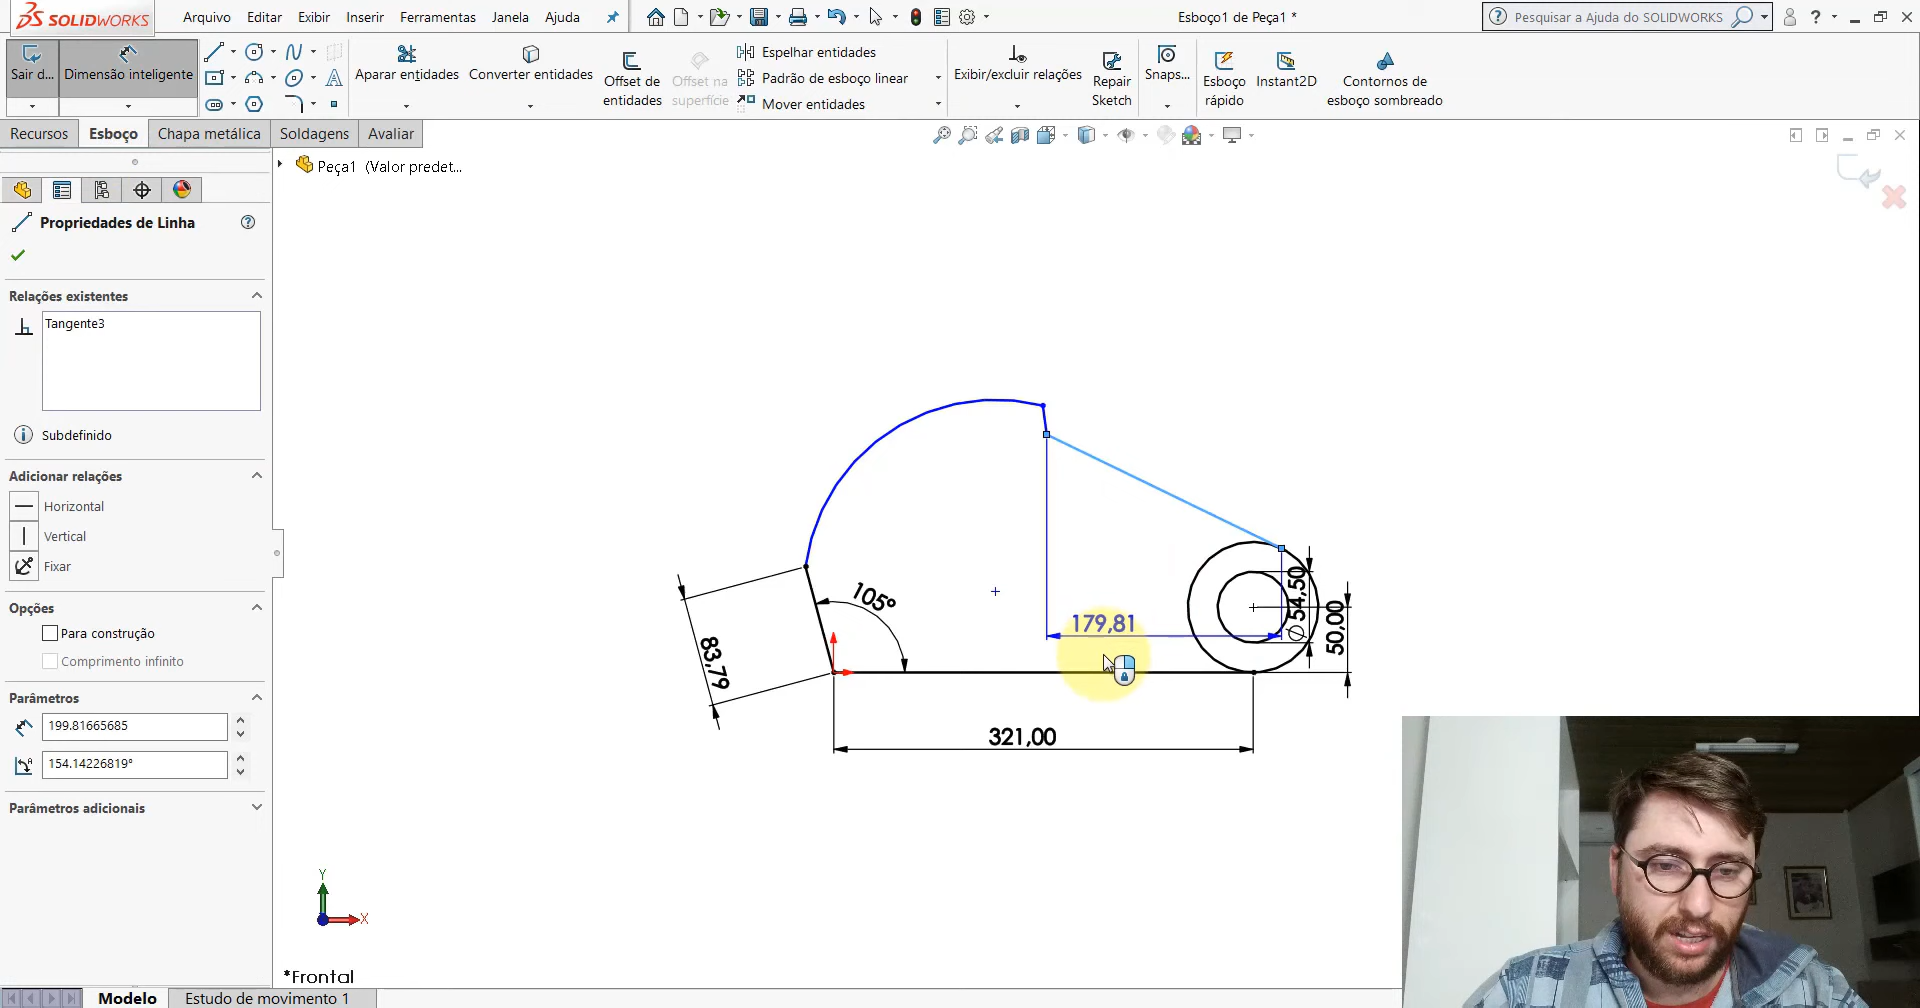 SOLIDWORKS
Arquivo Editar Exibir Inserir Ferramentas Janela Ajuda
Esboço1 de Peça1 *
Pesquisar a Ajuda do SOLIDWORKS
Sair d...
Dimensão inteligente
Aparar entidades
Converter entidades
Offset de
entidades
Offset na
superfície
Espelhar entidades
Padrão de esboço linear
Mover entidades
Exibir/excluir relações
Repair
Sketch
Snaps...
Esboço
rápido
Instant2D
Contornos de
esboço sombreado
Recursos Esboço Chapa metálica Soldagens Avaliar
Peça1 (Valor predet...
Propriedades de Linha
Relações existentes
Tangente3
Subdefinido
Adicionar relações
Horizontal
Vertical
Fixar
Opções
Para construção
Comprimento infinito
Parâmetros
199.81665685
154.14226819°
Parâmetros adicionais
105°
83,79
179,81
Ø54,50
50,00
321,00
Y
X
*Frontal
Modelo Estudo de movimento 1